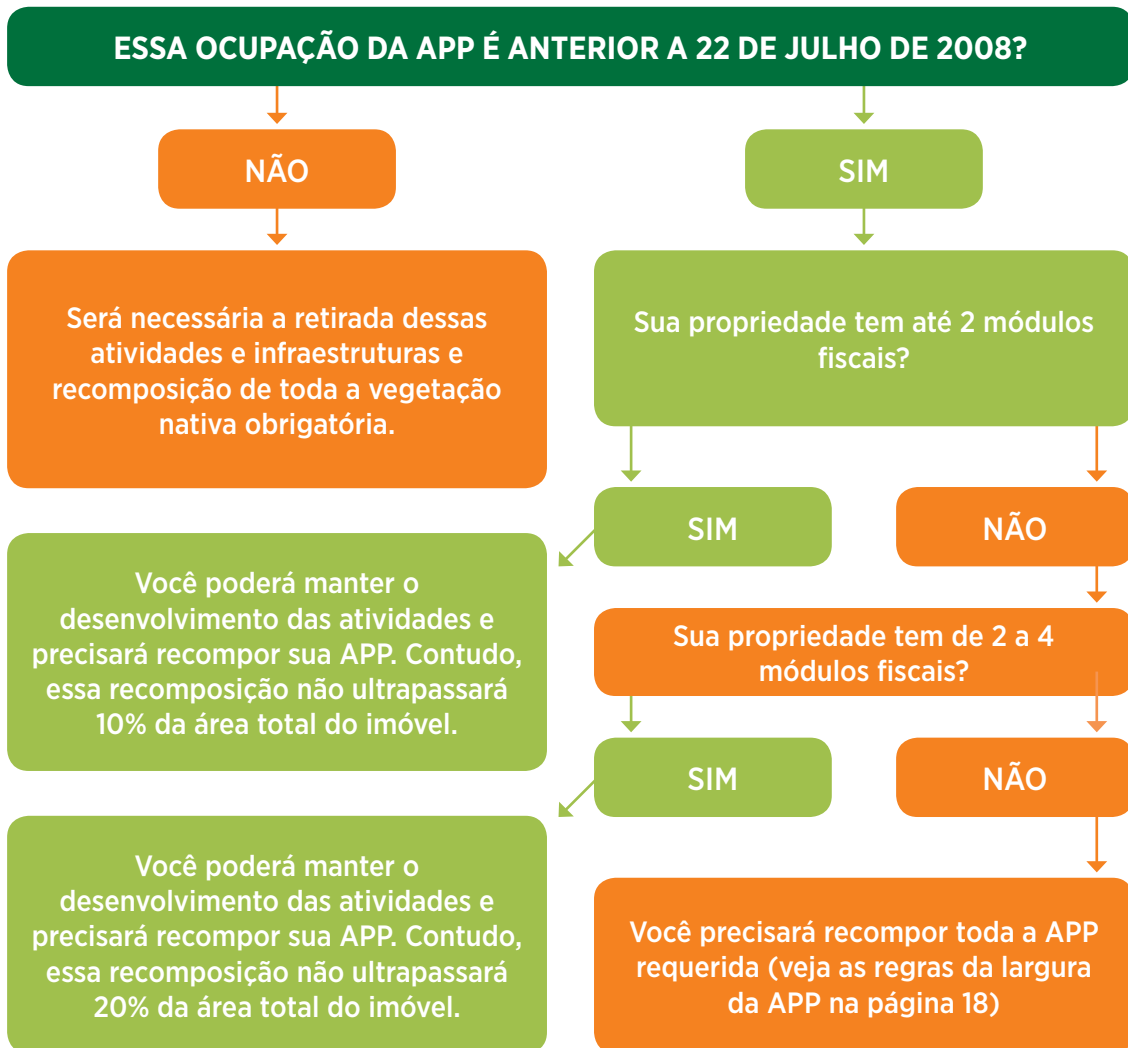 ESSA OCUPAÇÃO DA APP É ANTERIOR A 22 DE JULHO DE 2008?
NÃO
SIM
Será necessária a retirada dessas
atividades e infraestruturas e
recomposição de toda a vegetação
nativa obrigatória.
Sua propriedade tem até 2 módulos
fiscais?
SIM
NÃO
Você poderá manter o
desenvolvimento das atividades e
precisará recompor sua APP. Contudo,
essa recomposição não ultrapassará
10% da área total do imóvel.
Sua propriedade tem de 2 a 4
módulos fiscais?
SIM
NÃO
Você poderá manter o
desenvolvimento das atividades e
precisará recompor sua APP. Contudo,
essa recomposição não ultrapassará
20% da área total do imóvel.
Você precisará recompor toda a APP
requerida (veja as regras da largura
da APP na página 18)